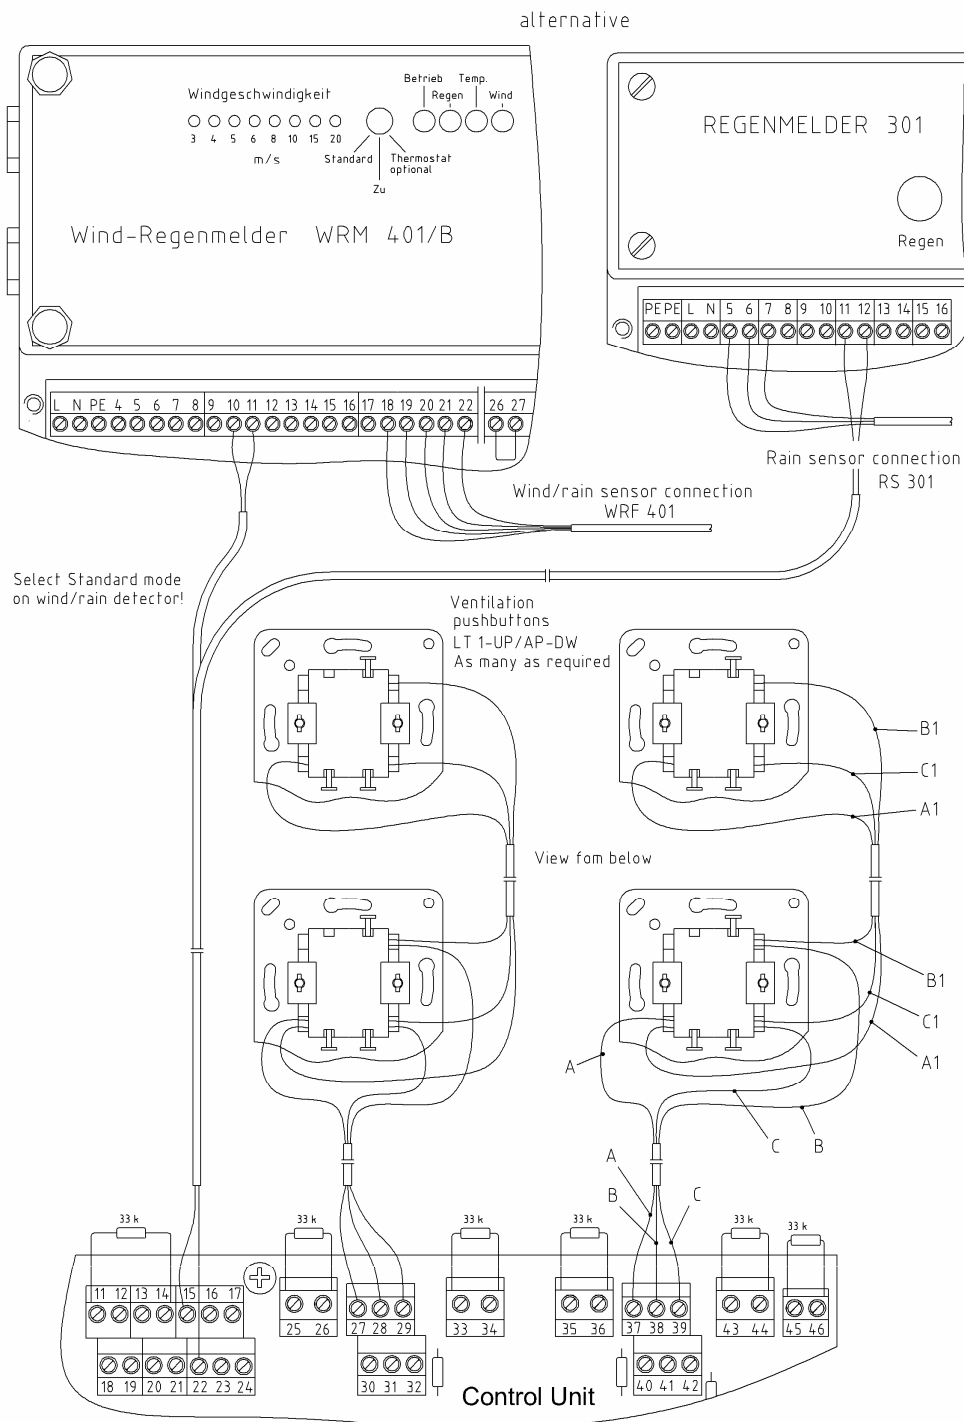 alternative
Betrieb Temp.
Regen Wind
Windgeschwindigkeit
3 4 5 6 8 10 15 20
m/s
Standard Thermostat
optional
Zu
Wind-Regenmelder WRM 401/B
REGENMELDER 301
Regen
PE PE L N 5 6 7 8 9 10 11 12 13 14 15 16
L N PE 4 5 6 7 8 9 10 11 12 13 14 15 16 17 18 19 20 21 22 26 27
Rain sensor connection
RS 301
Wind/rain sensor connection
WRF 401
Select Standard mode
on wind/rain detector!
Ventilation
pushbuttons
LT 1-UP/AP-DW
As many as required
B1
C1
A1
View fom below
B1
C1
A1
A
C B
A
B C
33 k 33 k 33 k 33 k 33 k 33 k
11 12 13 14 15 16 17
25 26 27 28 29 33 34 35 36 37 38 39 43 44 45 46
18 19 20 21 22 23 24
30 31 32 40 41 42
Control Unit